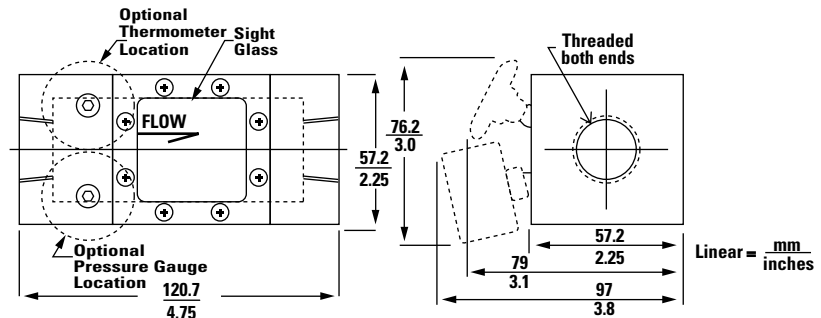 Optional
Thermometer
Location
Sight
Glass
FLOW
Optional
Pressure Gauge
Location
120.7
4.75
57.2
2.25
76.2
3.0
Threaded
both ends
57.2
2.25
79
3.1
97
3.8
Linear = mm
inches